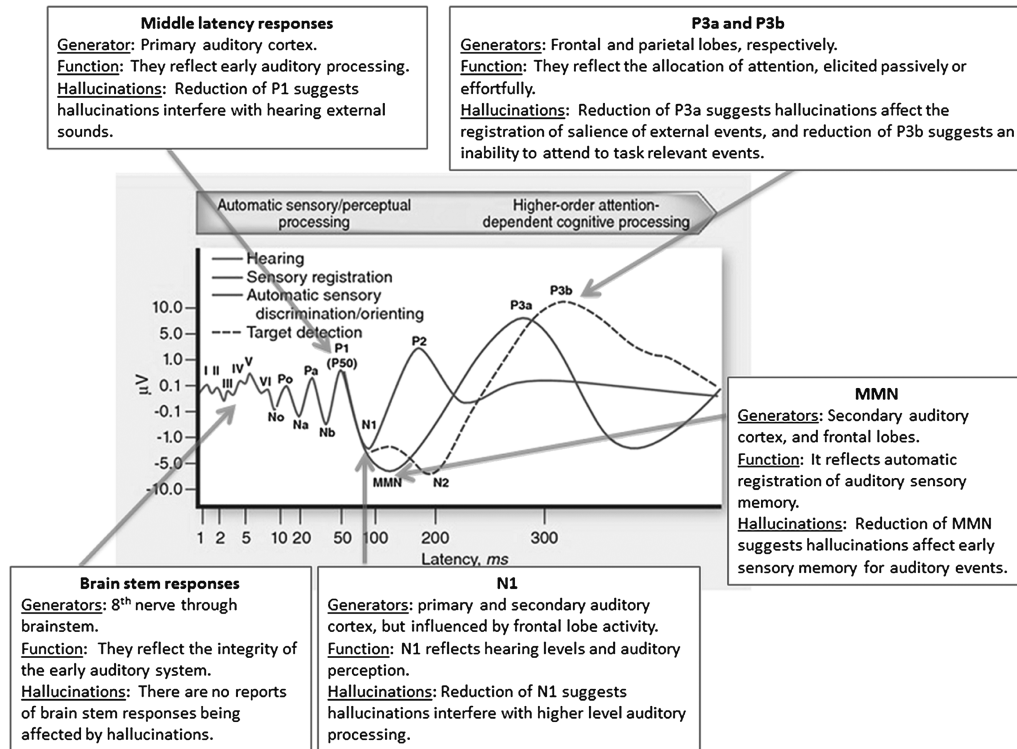 Middle latency responses
Generator: Primary auditory cortex.
Function: They reflect early auditory processing.
Hallucinations: Reduction of P1 suggests
hallucinations interfere with hearing external
sounds.
P3a and P3b
Generators: Frontal and parietal lobes, respectively.
Function: They reflect the allocation of attention, elicited passively or
effortfully.
Hallucinations: Reduction of P3a suggests hallucinations affect the
registration of salience of external events, and reduction of P3b suggests an
inability to attend to task relevant events.
Automatic sensory/perceptual
processing
Higher-order attention-
dependent cognitive processing
Hearing
Sensory registration
Automatic sensory
discrimination/orienting
Target detection
µV
10.0
5.0
1.0
0.1
-0.1
-1.0
-5.0
-10.0
I II
III
IV
V
VI
No
Po
Na
Pa
Nb
P1
(P50)
N1
P2
MMN
N2
P3a
P3b
1 2 5 10 20 50 100 200 300
Latency, ms
MMN
Generators: Secondary auditory
cortex, and frontal lobes.
Function: It reflects automatic
registration of auditory sensory
memory.
Hallucinations: Reduction of MMN
suggests hallucinations affect early
sensory memory for auditory events.
Brain stem responses
Generators: 8th nerve through
brainstem.
Function: They reflect the integrity of
the early auditory system.
Hallucinations: There are no reports
of brain stem responses being
affected by hallucinations.
N1
Generators: primary and secondary auditory
cortex, but influenced by frontal lobe activity.
Function: N1 reflects hearing levels and auditory
perception.
Hallucinations: Reduction of N1 suggests
hallucinations interfere with higher level auditory
processing.